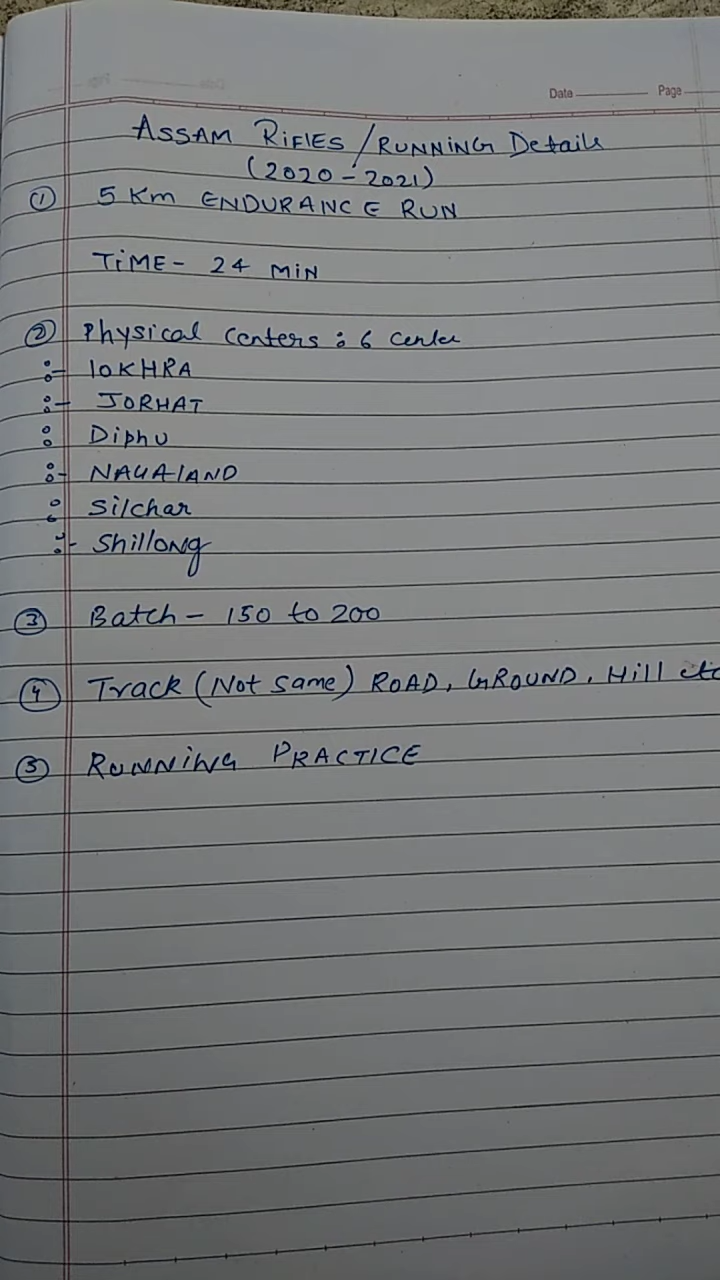 Date Page
ASSAM RIFLES / RUNNING Details
(2020-2021)
① 5 Km ENDURANCE RUN
TIME - 24 MIN
② Physical Centers : 6 Center
:- LOKHRA
:- JORHAT
: Diphu
:- NAGALAND
: Silchar
:- Shillong
③ Batch - 150 to 200
④ Track (Not same) ROAD, GROUND, Hill etc
⑤ RUNNING PRACTICE